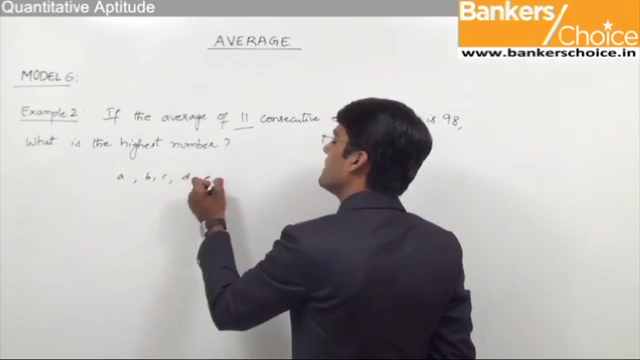 Quantitative Aptitude
Bankers/
Choice
www.bankerschoice.in
AVERAGE
MODEL 6:
Example 2: If the average of 11 consecutive is 98,
What is the highest number?
a, b, c, d,